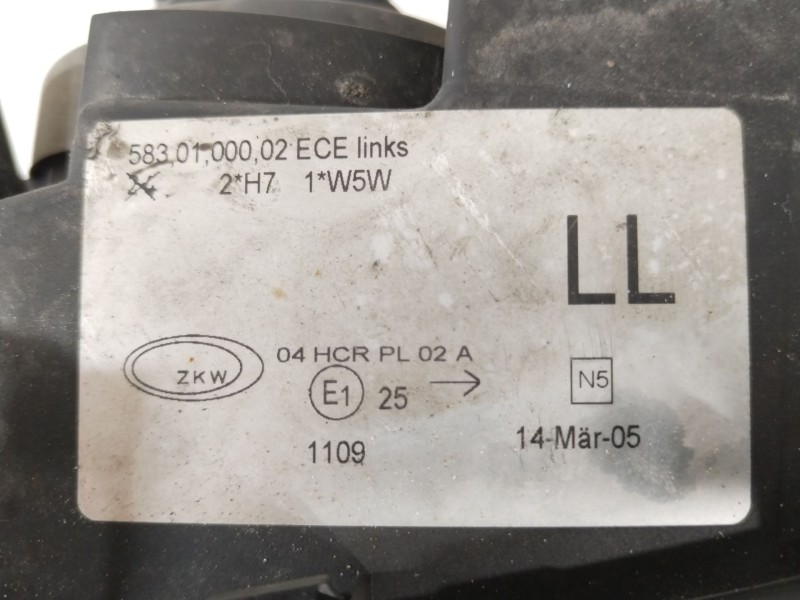 583,01,000,02 ECE links
2*H7 1*W5W
LL
ZKW
04 HCR PL 02 A
E1 25 →
N5
1109
14-Mär-05